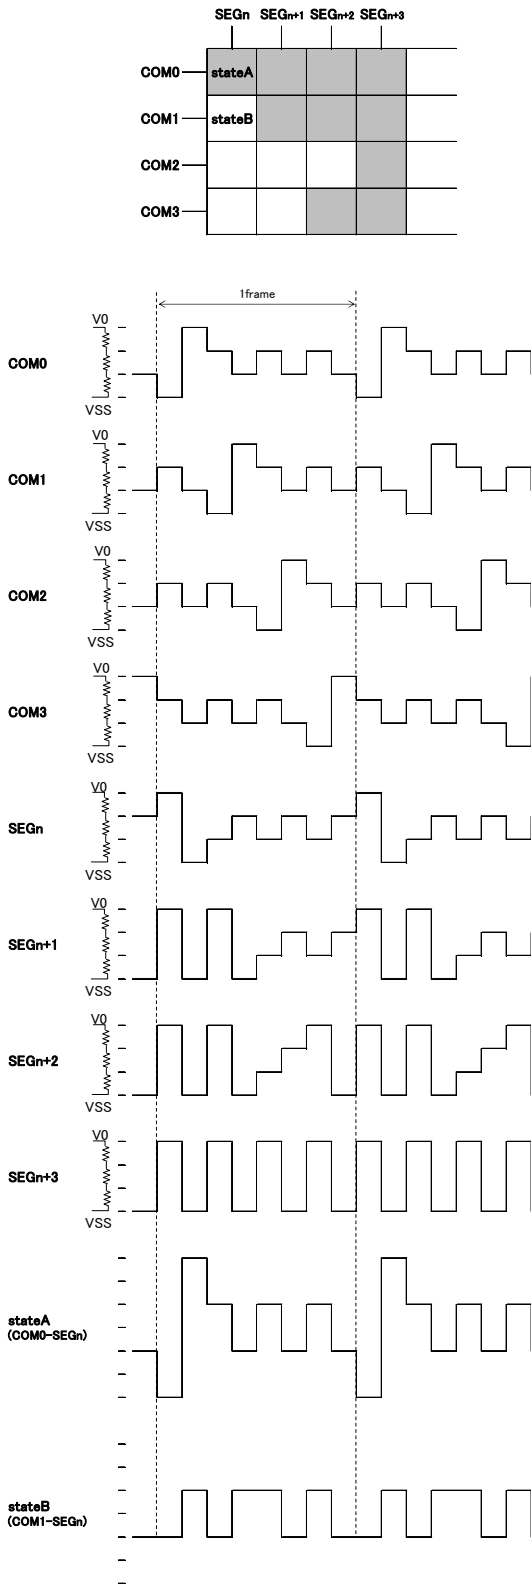 SEGn SEGn+1 SEGn+2 SEGn+3
COM0 stateA
COM1 stateB
COM2
COM3
1frame
V0
COM0
VSS
V0
COM1
VSS
V0
COM2
VSS
V0
COM3
VSS
V0
SEGn
VSS
V0
SEGn+1
VSS
V0
SEGn+2
VSS
V0
SEGn+3
VSS
stateA
(COM0-SEGn)
stateB
(COM1-SEGn)